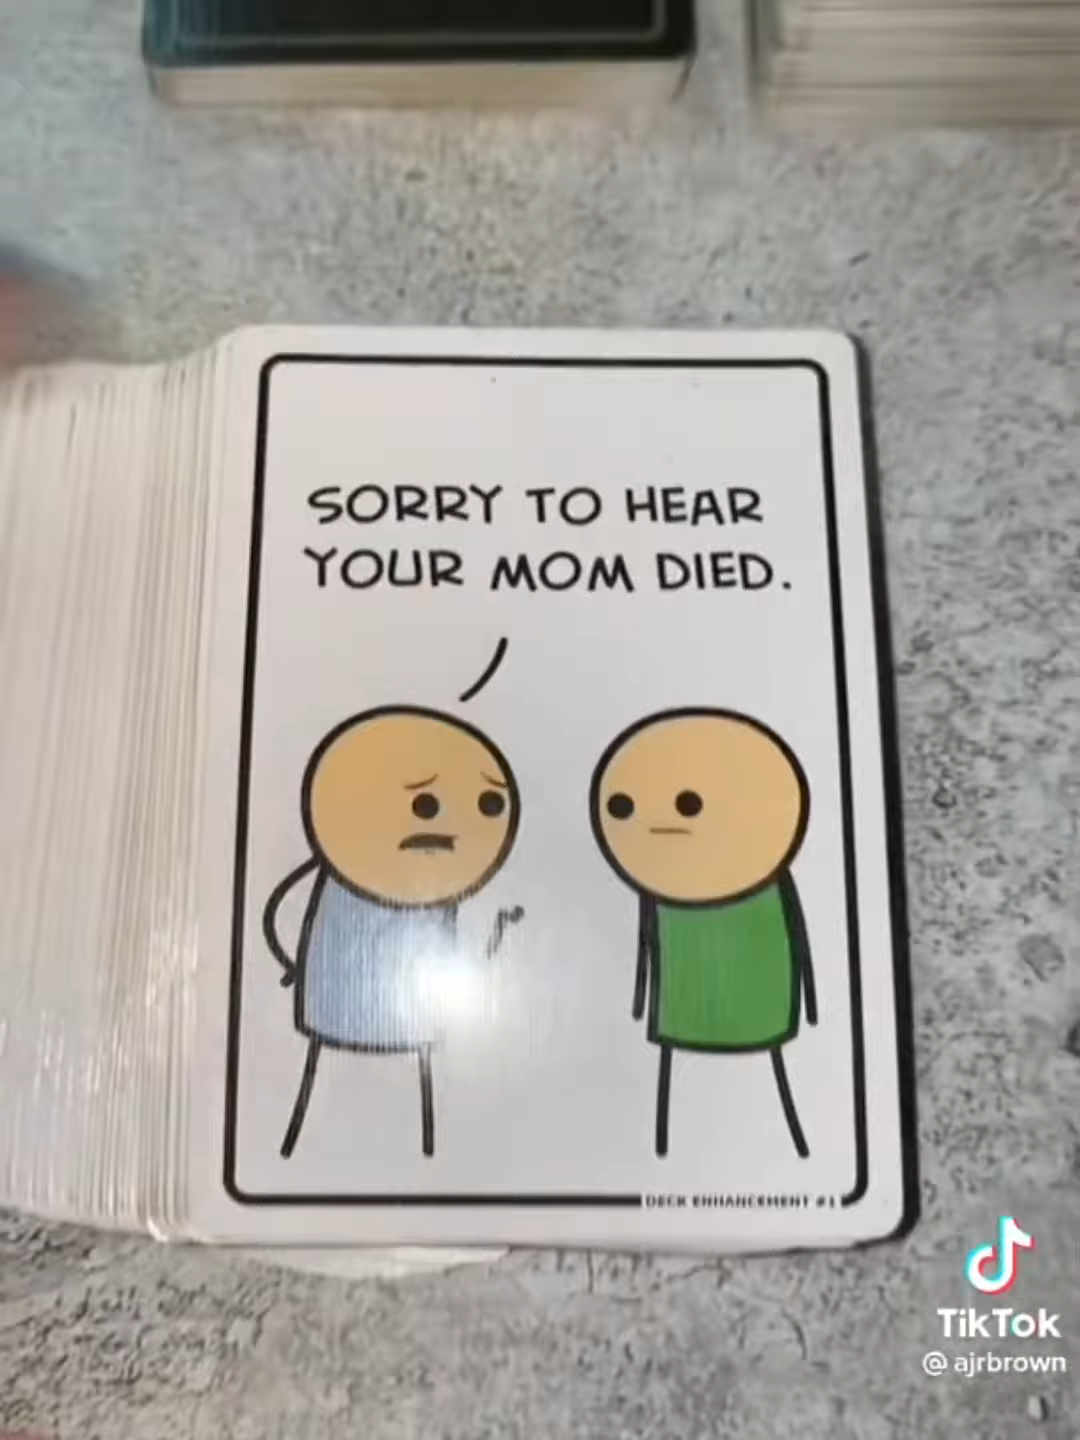 SORRY TO HEAR
YOUR MOM DIED.
DECK ENHANCEMENT #1
TikTok
@ajrbrown